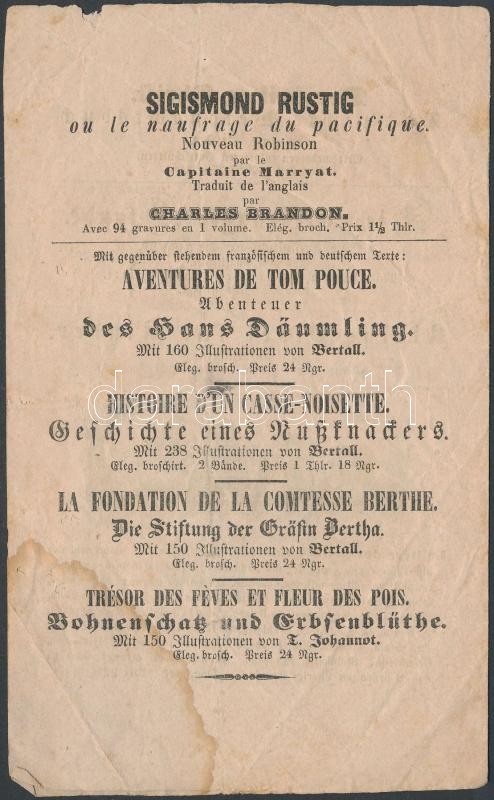 SIGISMOND RUSTIG
ou le naufrage du pacifique.
Nouveau Robinson
par le
Capitaine Marryat.
Traduit de l'anglais
par
CHARLES BRANDON.
Avec 94 gravures en 1 volume. Elég. broch. Prix 1 1/3 Thlr.
Mit gegenüber stehendem französischem und deutschem Texte:
AVENTURES DE TOM POUCE.
Abenteuer
des Hans Däumling.
Mit 160 Illustrationen von Bertall.
Eleg. brosch. Preis 24 Ngr.
darabanth
HISTOIRE D'UN CASSE-NOISETTE.
Geschichte eines Nußknackers.
Mit 238 Illustrationen von Bertall.
Eleg. broschirt. 2 Bände. Preis 1 Thlr. 18 Ngr.
LA FONDATION DE LA COMTESSE BERTHE.
Die Stiftung der Gräfin Bertha.
Mit 150 Illustrationen von Bertall.
Eleg. brosch. Preis 24 Ngr.
TRÉSOR DES FÈVES ET FLEUR DES POIS.
Bohnenschatz und Erbsenblüthe.
Mit 150 Illustrationen von T. Johannot.
Eleg. brosch. Preis 24 Ngr.